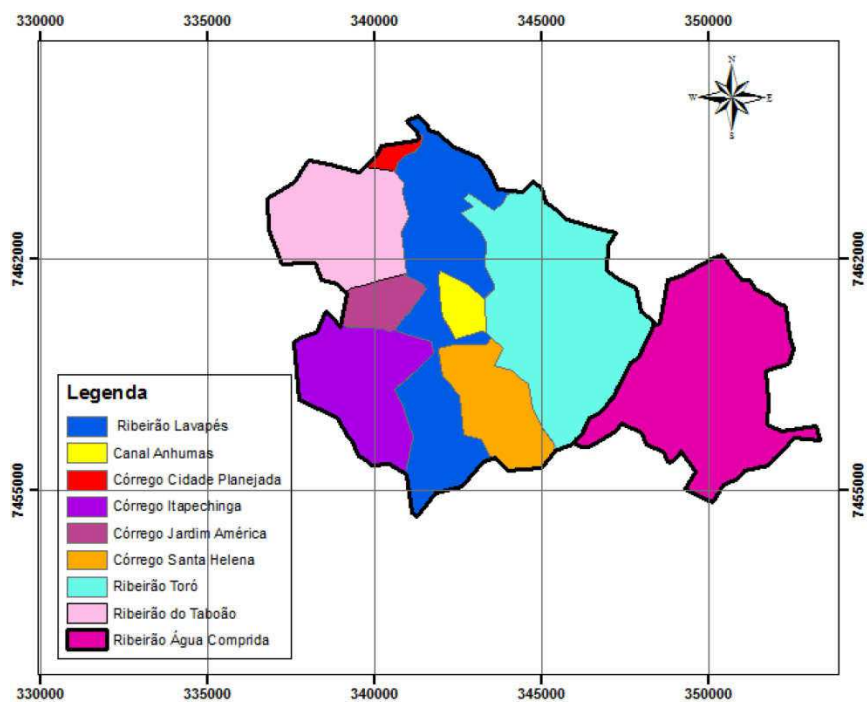 330000 335000 340000 345000 350000
N
W E
S
7462000 7462000
Legenda
Ribeirão Lavapés
Canal Anhumas
Córrego Cidade Planejada
Córrego Itapechinga
Córrego Jardim América
Córrego Santa Helena
Ribeirão Toró
Ribeirão do Taboão
Ribeirão Água Comprida
7455000 7455000
330000 335000 340000 345000 350000